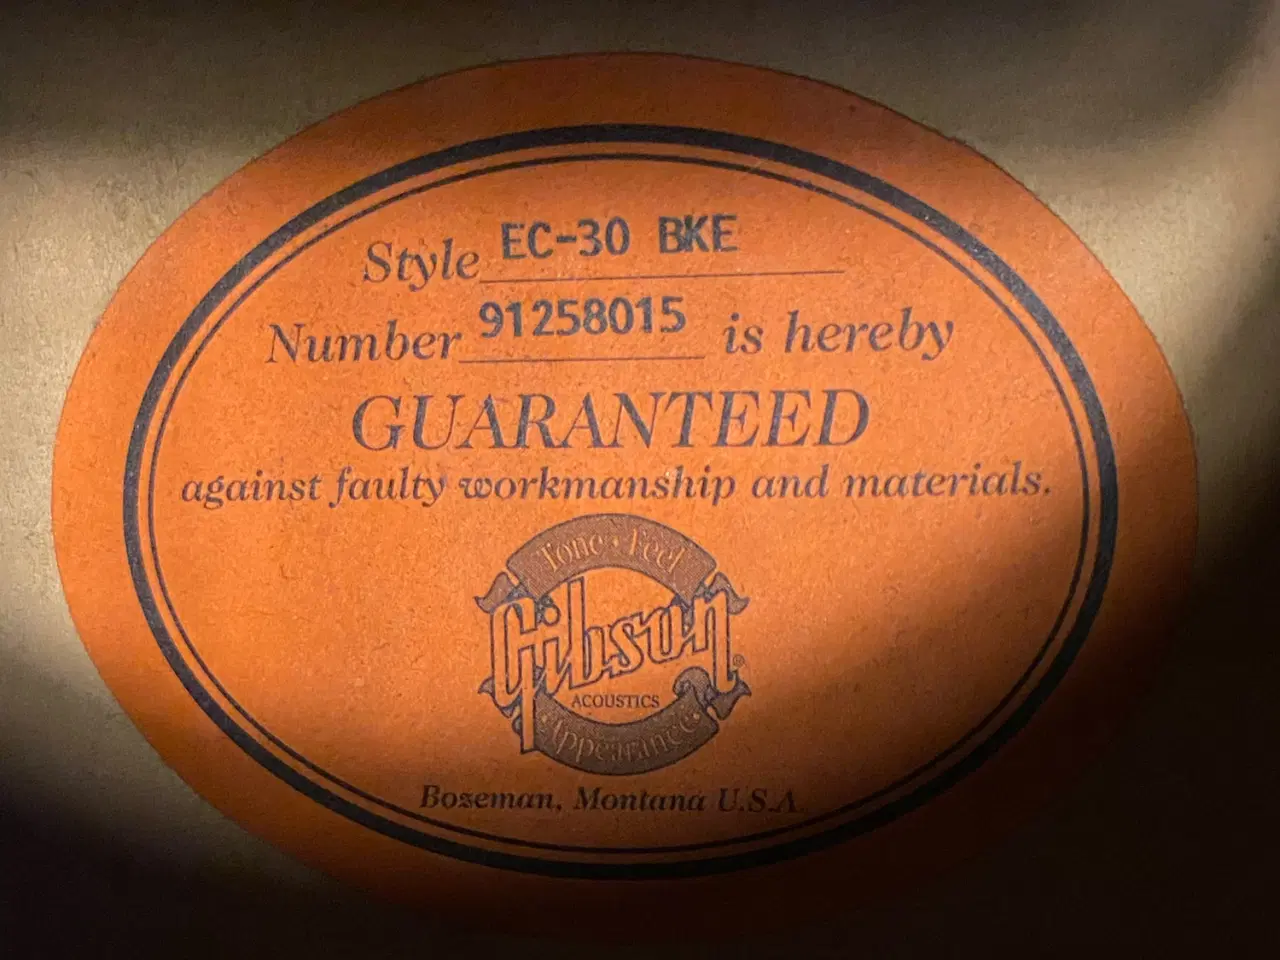 Style EC-30 BKE
Number 91258015 is hereby
GUARANTEED
against faulty workmanship and materials.
Tone • Feel
Gibson ®
ACOUSTICS
• Appearance •
Bozeman, Montana U.S.A.